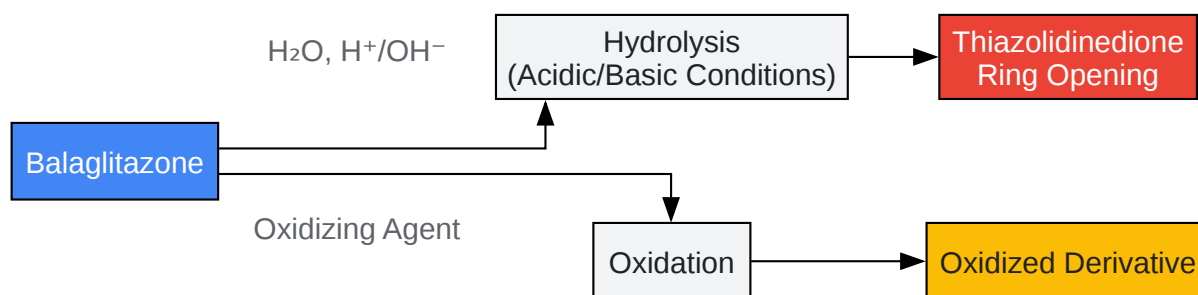 H₂O, H⁺/OH⁻
Hydrolysis
(Acidic/Basic Conditions)
Thiazolidinedione
Ring Opening
Balaglitazone
Oxidizing Agent
Oxidation
Oxidized Derivative